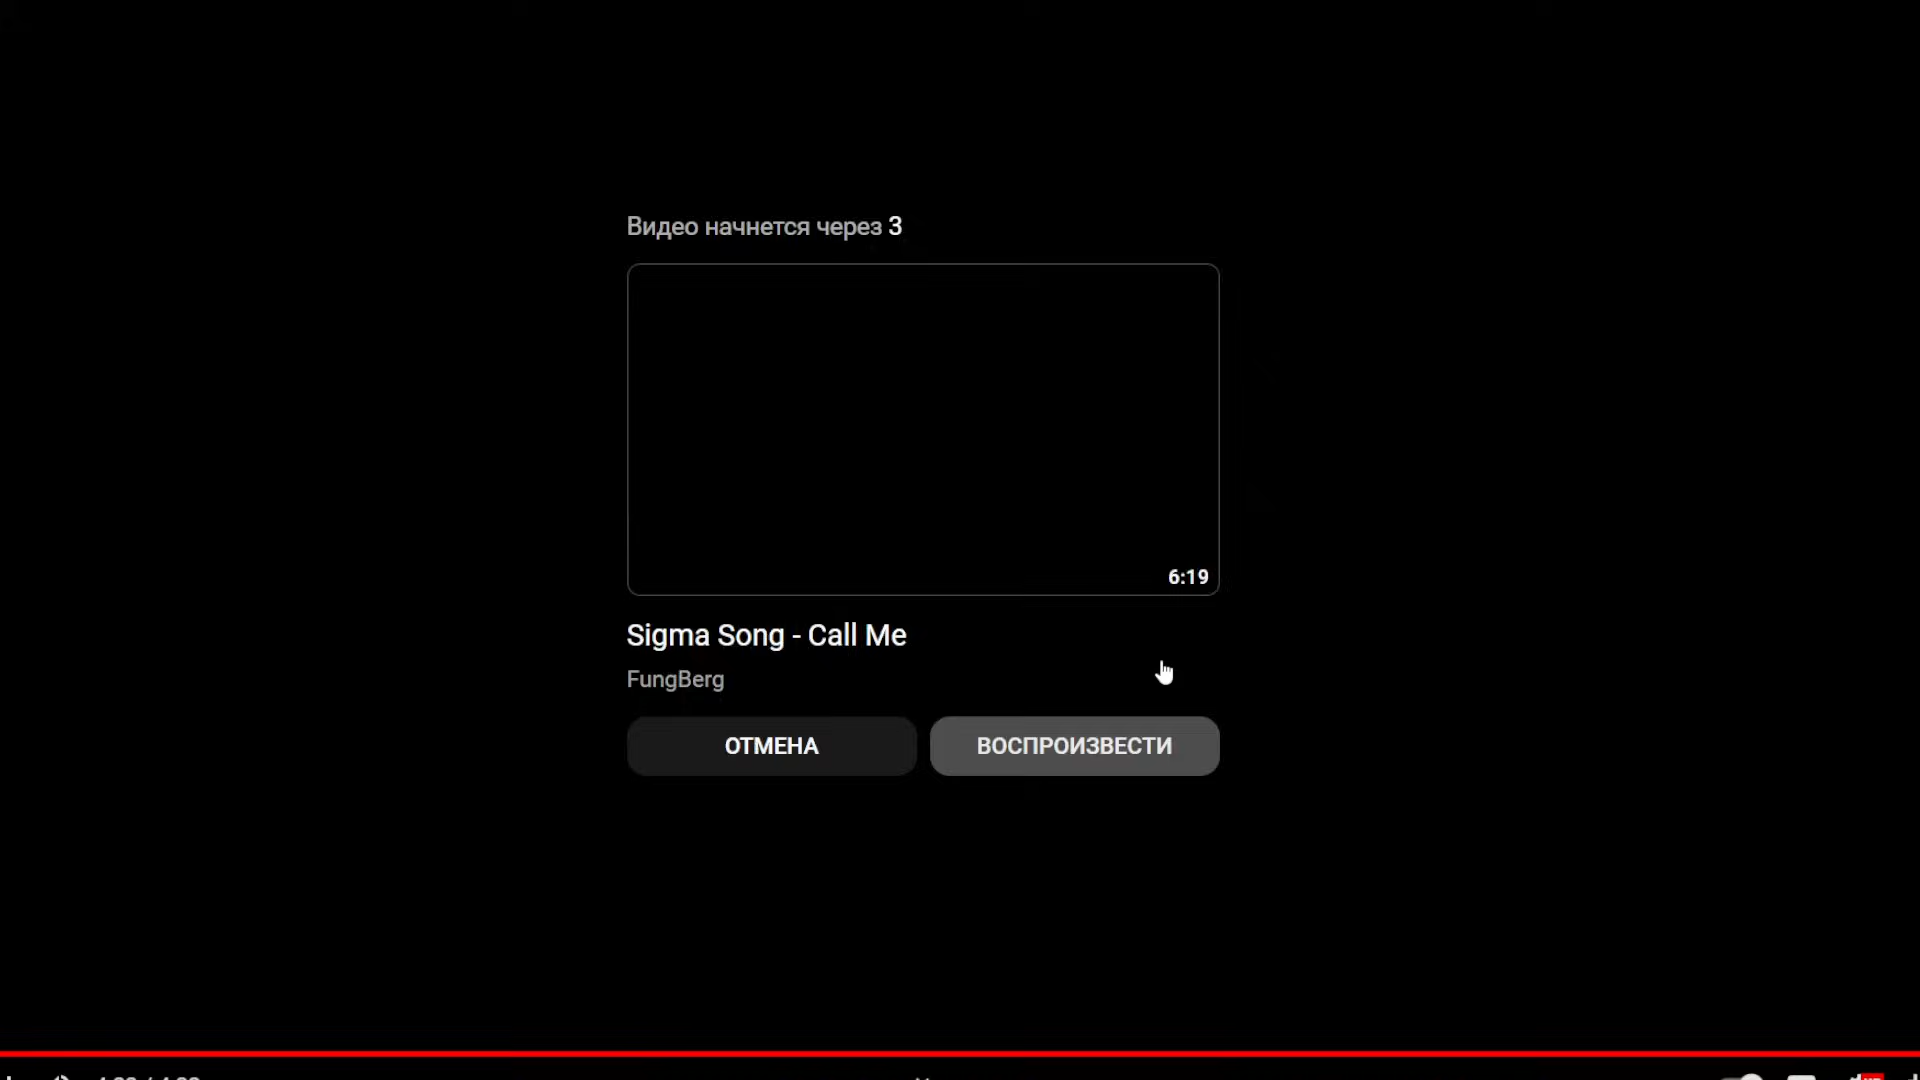 Видео начнется через 3
6:19
Sigma Song - Call Me
FungBerg
ОТМЕНА
ВОСПРОИЗВЕСТИ